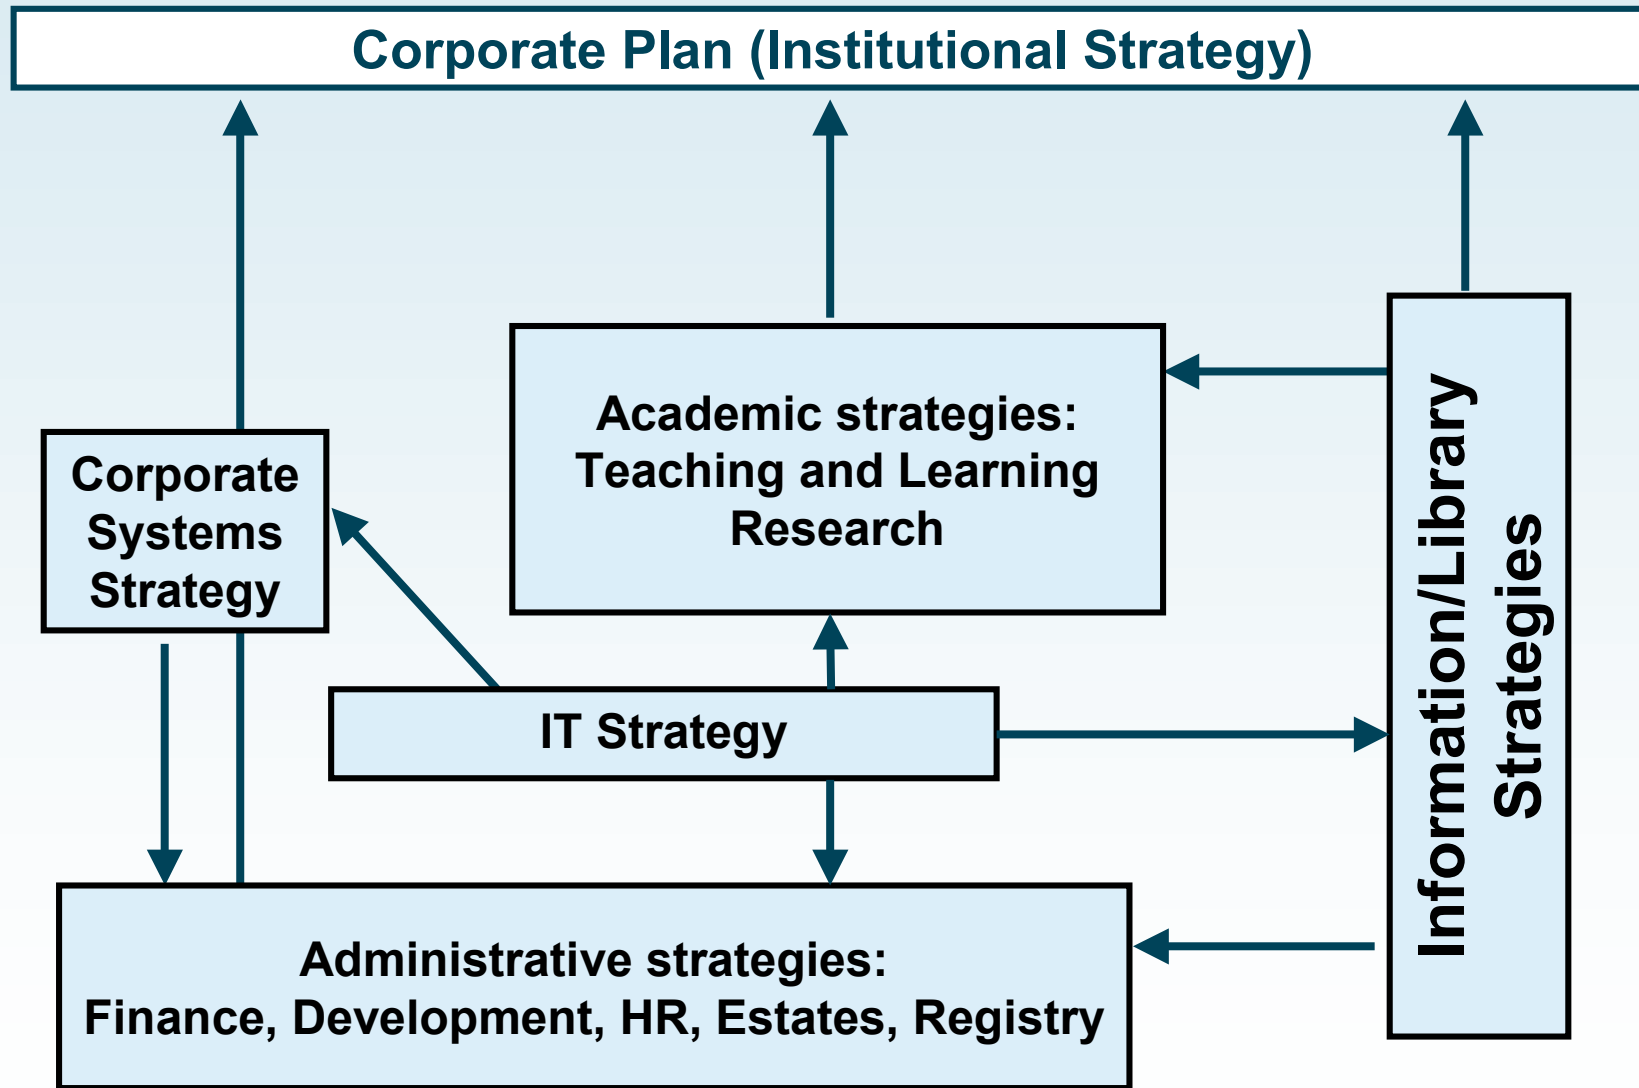 Corporate Plan (Institutional Strategy)
Academic strategies:
Teaching and Learning
Research
Corporate
Systems
Strategy
IT Strategy
Information/Library
Strategies
Administrative strategies:
Finance, Development, HR, Estates, Registry